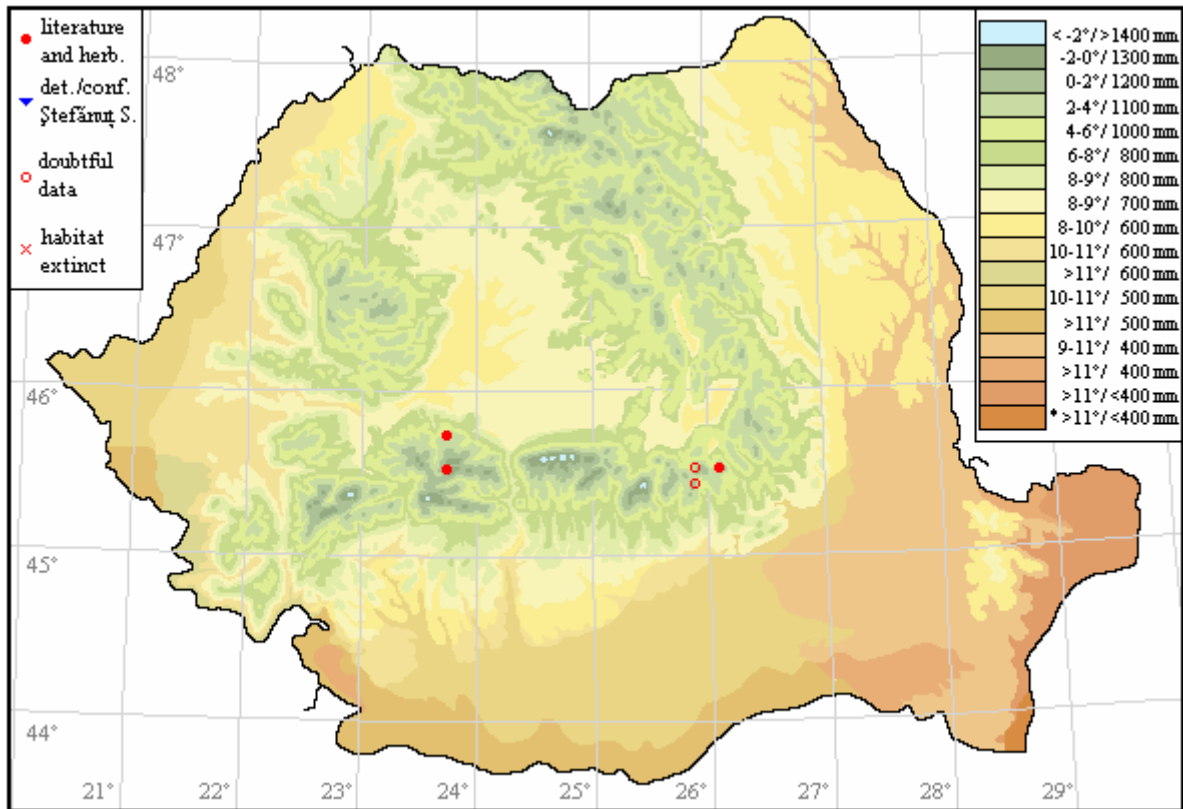 literature
and herb.
det./conf.
Ştefănuţ S.
doubtful
data
habitat
extinct
< -2°/>1400 mm
-2-0°/ 1300 mm
0-2°/ 1200 mm
2-4°/ 1100 mm
4-6°/ 1000 mm
6-8°/ 800 mm
8-9°/ 800 mm
8-9°/ 700 mm
8-10°/ 600 mm
10-11°/ 600 mm
>11°/ 600 mm
10-11°/ 500 mm
>11°/ 500 mm
9-11°/ 400 mm
>11°/ 400 mm
>11°/<400 mm
* >11°/<400 mm
48°
47°
46°
45°
44°
21°
22°
23°
24°
25°
26°
27°
28°
29°